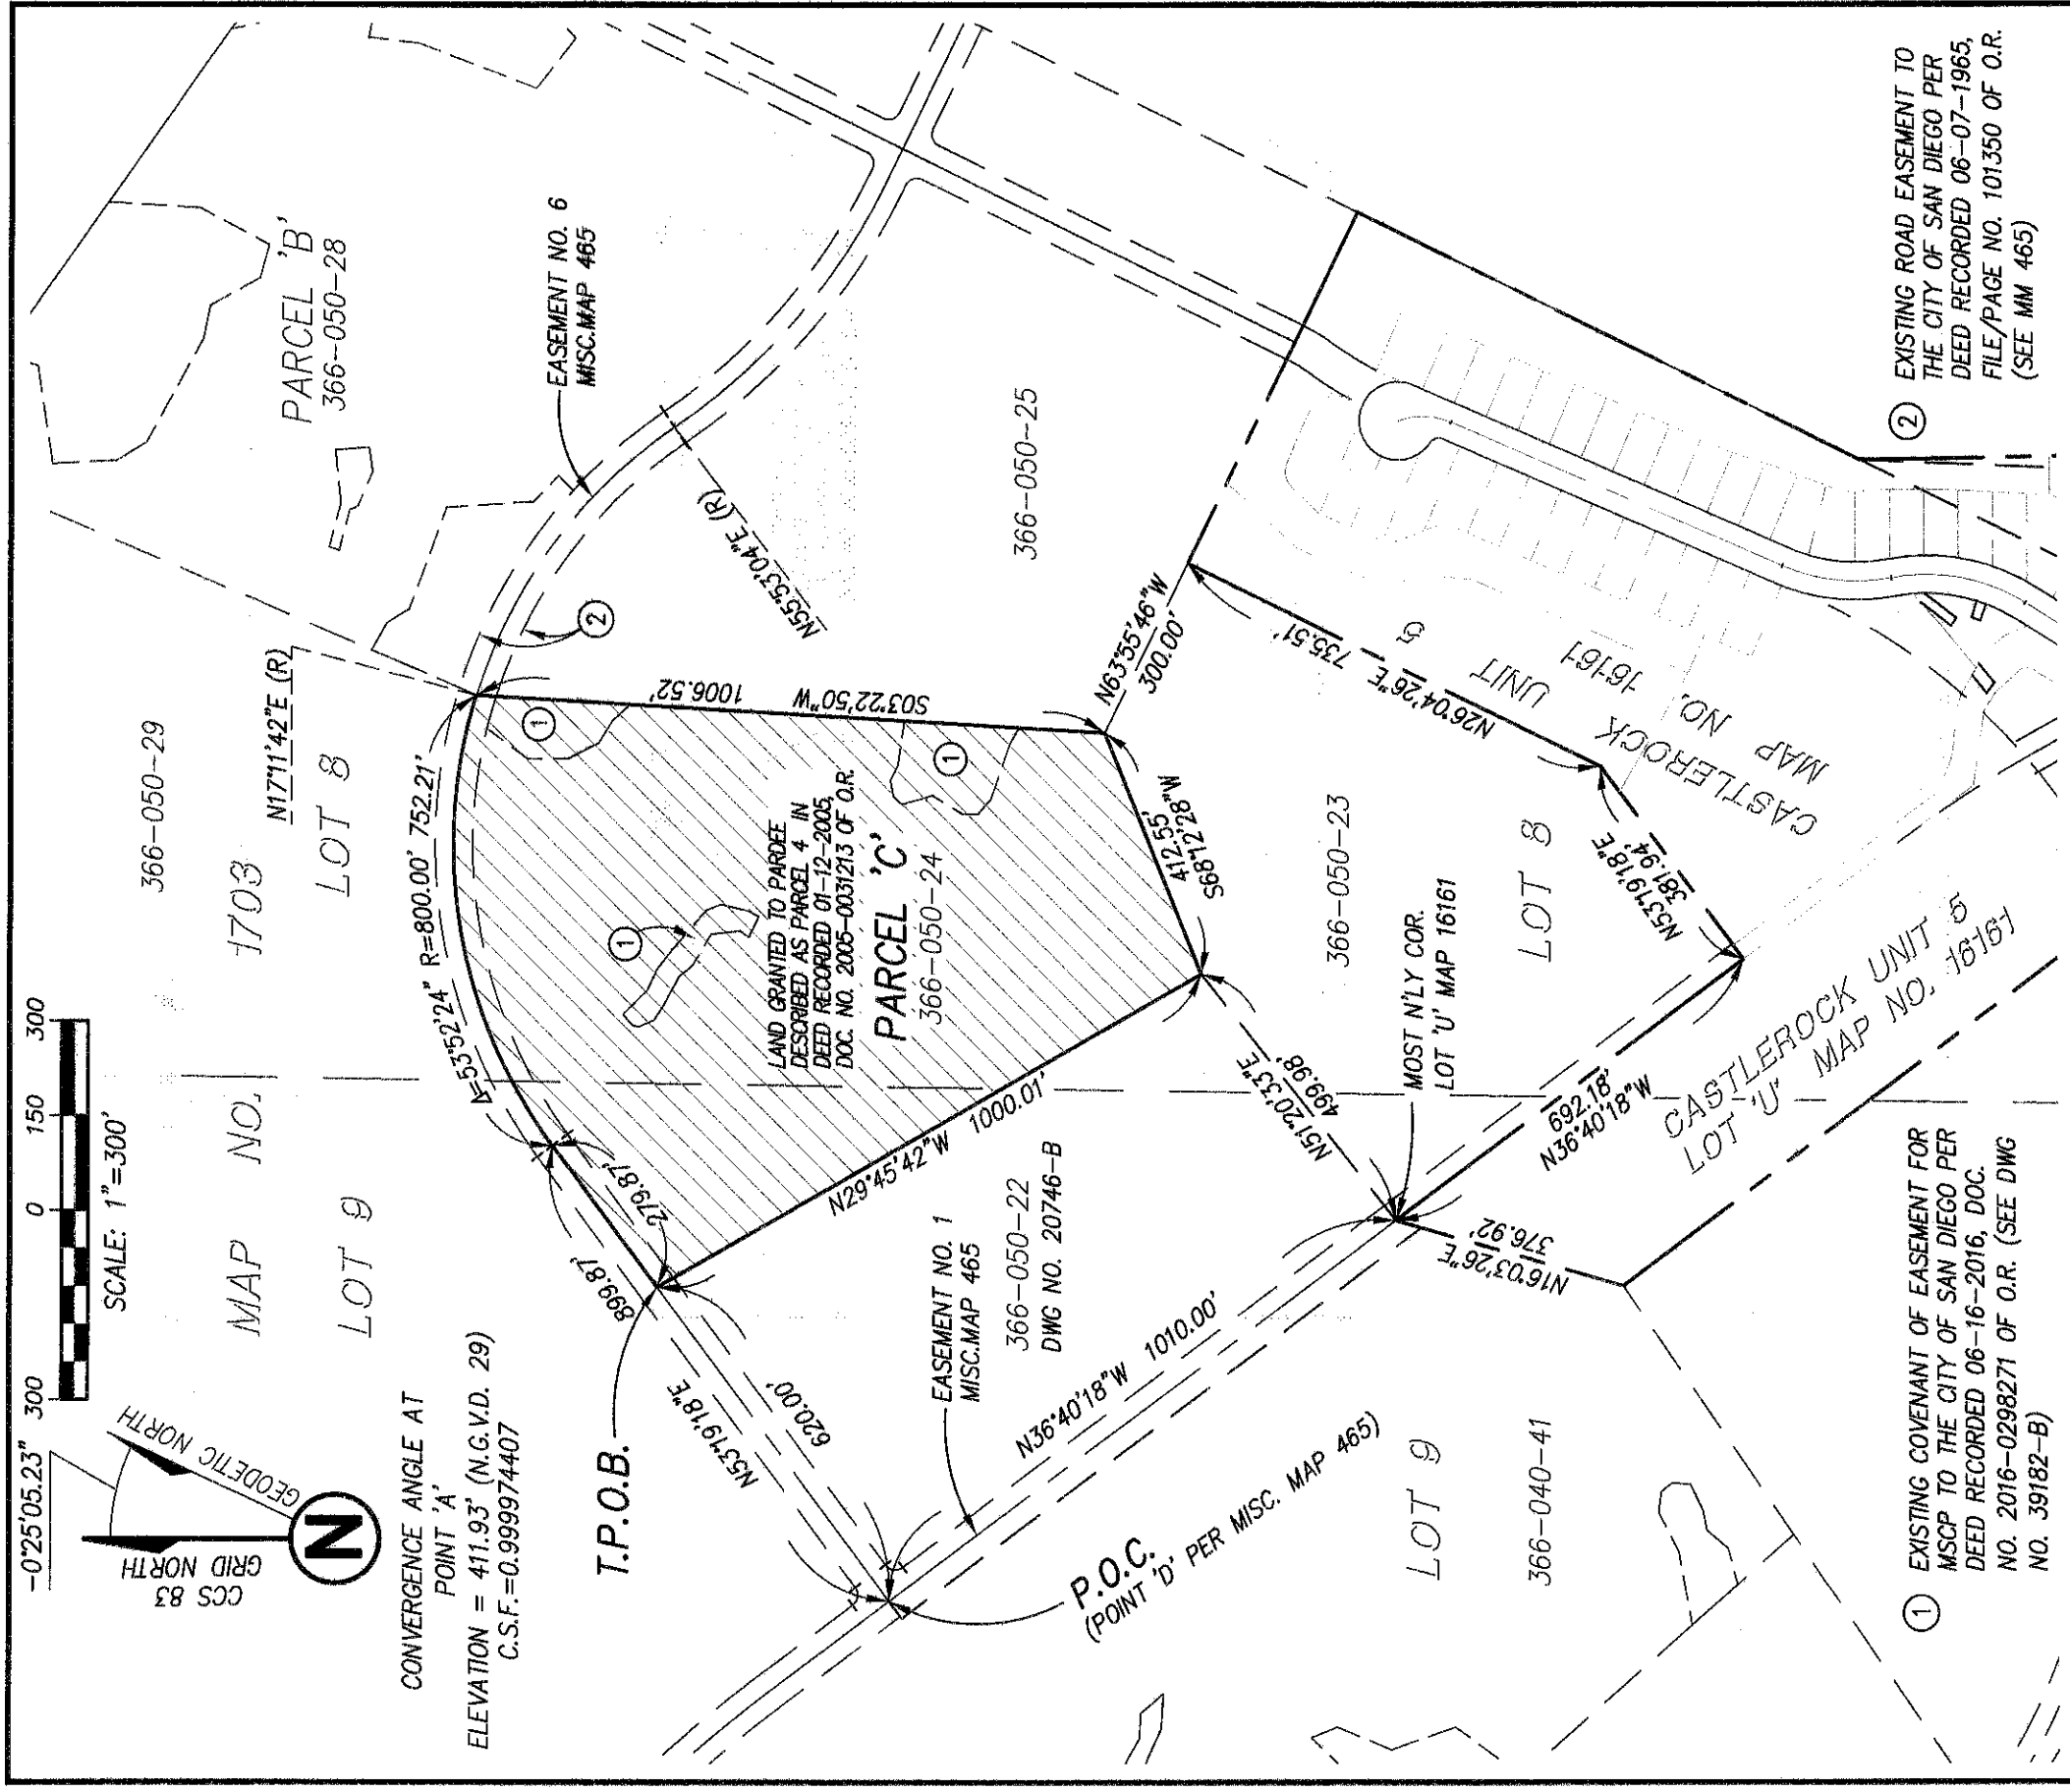 -0°25'05.23"
GEODETIC NORTH
CCS 83
GRID NORTH
N
300 150 0 300
SCALE: 1"=300'
CONVERGENCE ANGLE AT
POINT 'A'
ELEVATION = 411.93' (N.G.V.D. 29)
C.S.F.=0.999974407
MAP NO. 1703
LOT 9
LOT 8
366-050-29
N17°11'42"E (R)
PARCEL 'B'
366-050-28
EASEMENT NO. 6
MISC.MAP 465
N55°53'04"E (R)
2
366-050-25
Δ=53°52'24" R=800.00' 752.21'
1
S03°22'50"W 1006.52'
1
1
LAND GRANTED TO PARDEE
DESCRIBED AS PARCEL 4 IN
DEED RECORDED 01-12-2005,
DOC. NO. 2005-0031213 OF O.R.
PARCEL 'C'
366-050-24
412.55'
S68°12'28"W
N63°55'46"W
300.00'
N29°45'42"W 1000.01'
279.87'
899.87'
T.P.O.B.
N53°19'18"E
620.00'
EASEMENT NO. 1
MISC.MAP 465
366-050-22
DWG NO. 20746-B
N51°20'33"E
499.98'
N36°40'18"W 1010.00'
P.O.C.
(POINT 'D' PER MISC. MAP 465)
MOST N'LY COR.
LOT 'U' MAP 16161
366-050-23
LOT 8
N26°04'26"E 735.51'
CASTLEROCK UNIT 5
MAP NO. 16161
N53°19'18"E
381.94'
692.18'
N36°40'18"W
N16°03'26"E
376.92'
CASTLEROCK UNIT 5
LOT 'U' MAP NO. 16161
LOT 9
366-040-41
1 EXISTING COVENANT OF EASEMENT FOR
MSCP TO THE CITY OF SAN DIEGO PER
DEED RECORDED 06-16-2016, DOC.
NO. 2016-0298271 OF O.R. (SEE DWG
NO. 39182-B)
2 EXISTING ROAD EASEMENT TO
THE CITY OF SAN DIEGO PER
DEED RECORDED 06-07-1965,
FILE/PAGE NO. 101350 OF O.R.
(SEE MM 465)